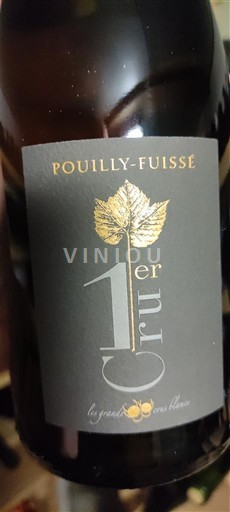 POUILLY-FUISSÉ
VINIOU
1er
Cru
les grands crus blancs